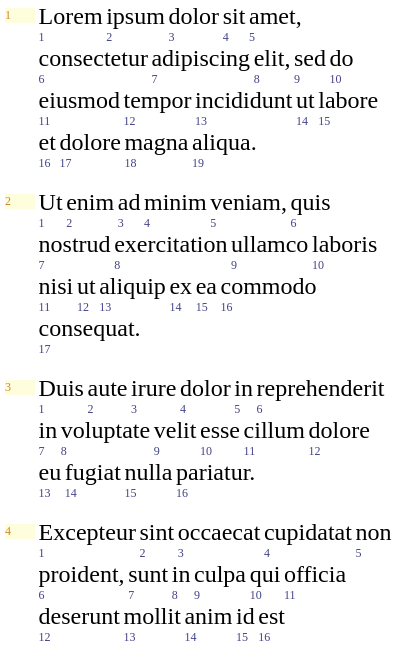 1 Lorem ipsum dolor sit amet,
1 2 3 4 5
consectetur adipiscing elit, sed do
6 7 8 9 10
eiusmod tempor incididunt ut labore
11 12 13 14 15
et dolore magna aliqua.
16 17 18 19
2 Ut enim ad minim veniam, quis
1 2 3 4 5 6
nostrud exercitation ullamco laboris
7 8 9 10
nisi ut aliquip ex ea commodo
11 12 13 14 15 16
consequat.
17
3 Duis aute irure dolor in reprehenderit
1 2 3 4 5 6
in voluptate velit esse cillum dolore
7 8 9 10 11 12
eu fugiat nulla pariatur.
13 14 15 16
4 Excepteur sint occaecat cupidatat non
1 2 3 4 5
proident, sunt in culpa qui officia
6 7 8 9 10 11
deserunt mollit anim id est
12 13 14 15 16